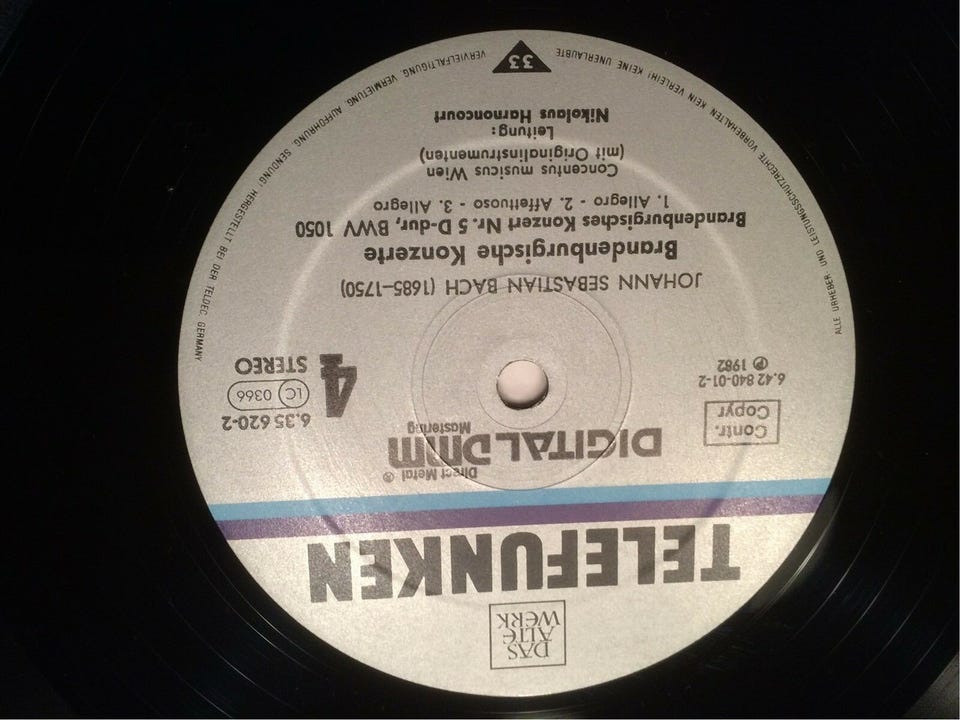 DAS
ALTE
WERK
TELEFUNKEN
DIGITAL DMM
Direct Metal ®
Mastering
Contr.
Copyr
6.42 840-01-2
Ⓟ 1982
6.35 620-2
LC 0366
4
STEREO
JOHANN SEBASTIAN BACH (1685–1750)
Brandenburgische Konzerte
Brandenburgisches Konzert Nr. 5 D-dur, BWV 1050
1. Allegro - 2. Affettuoso - 3. Allegro
Concentus musicus Wien
(mit Originalinstrumenten)
Leitung:
Nikolaus Harnoncourt
33
ALLE URHEBER UND LEISTUNGSSCHUTZRECHTE VORBEHALTEN KEIN VERLEIH! KEINE UNERLAUBTE VERVIELFÄLTIGUNG, VERMIETUNG, AUFFÜHRUNG, SENDUNG! HERGESTELLT BEI DER TELDEC, GERMANY